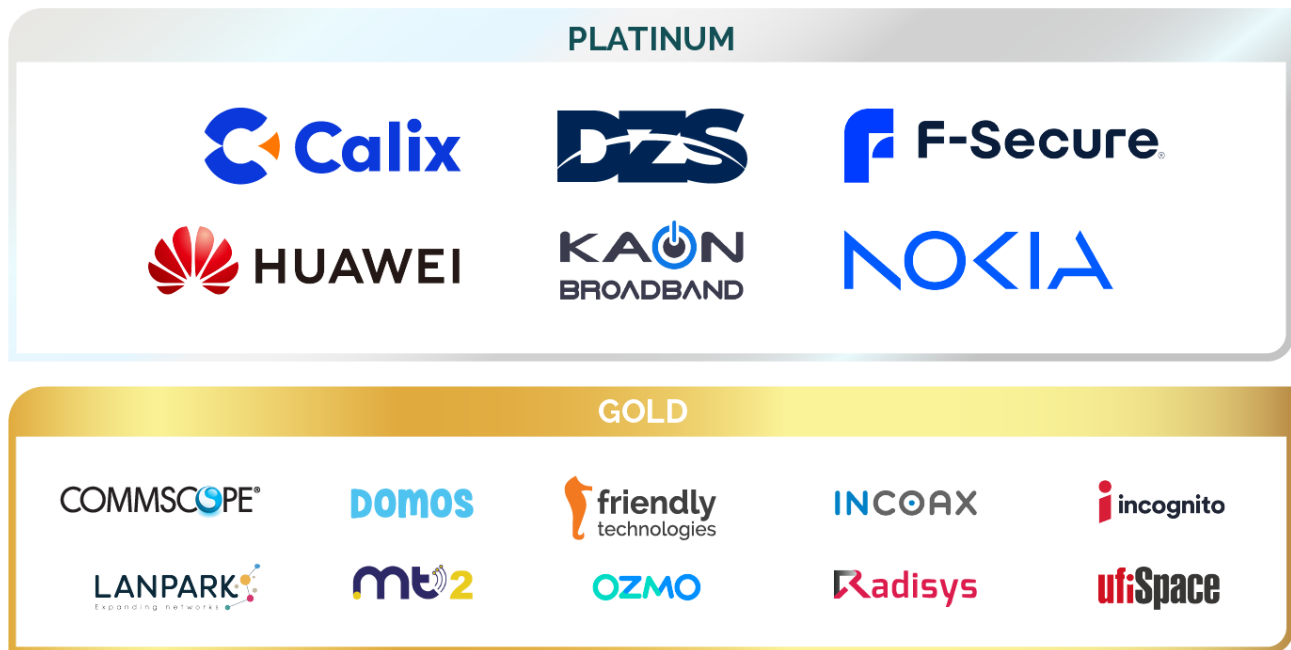 PLATINUM
Calix
DZS
F-Secure®
HUAWEI
KAON
BROADBAND
NOKIA
GOLD
COMMSCOPE®
DOMOS
friendly
technologies
INCOAX
incognito
LANPARK
Expanding networks
mt2
OZMO
Radisys
ufiSpace